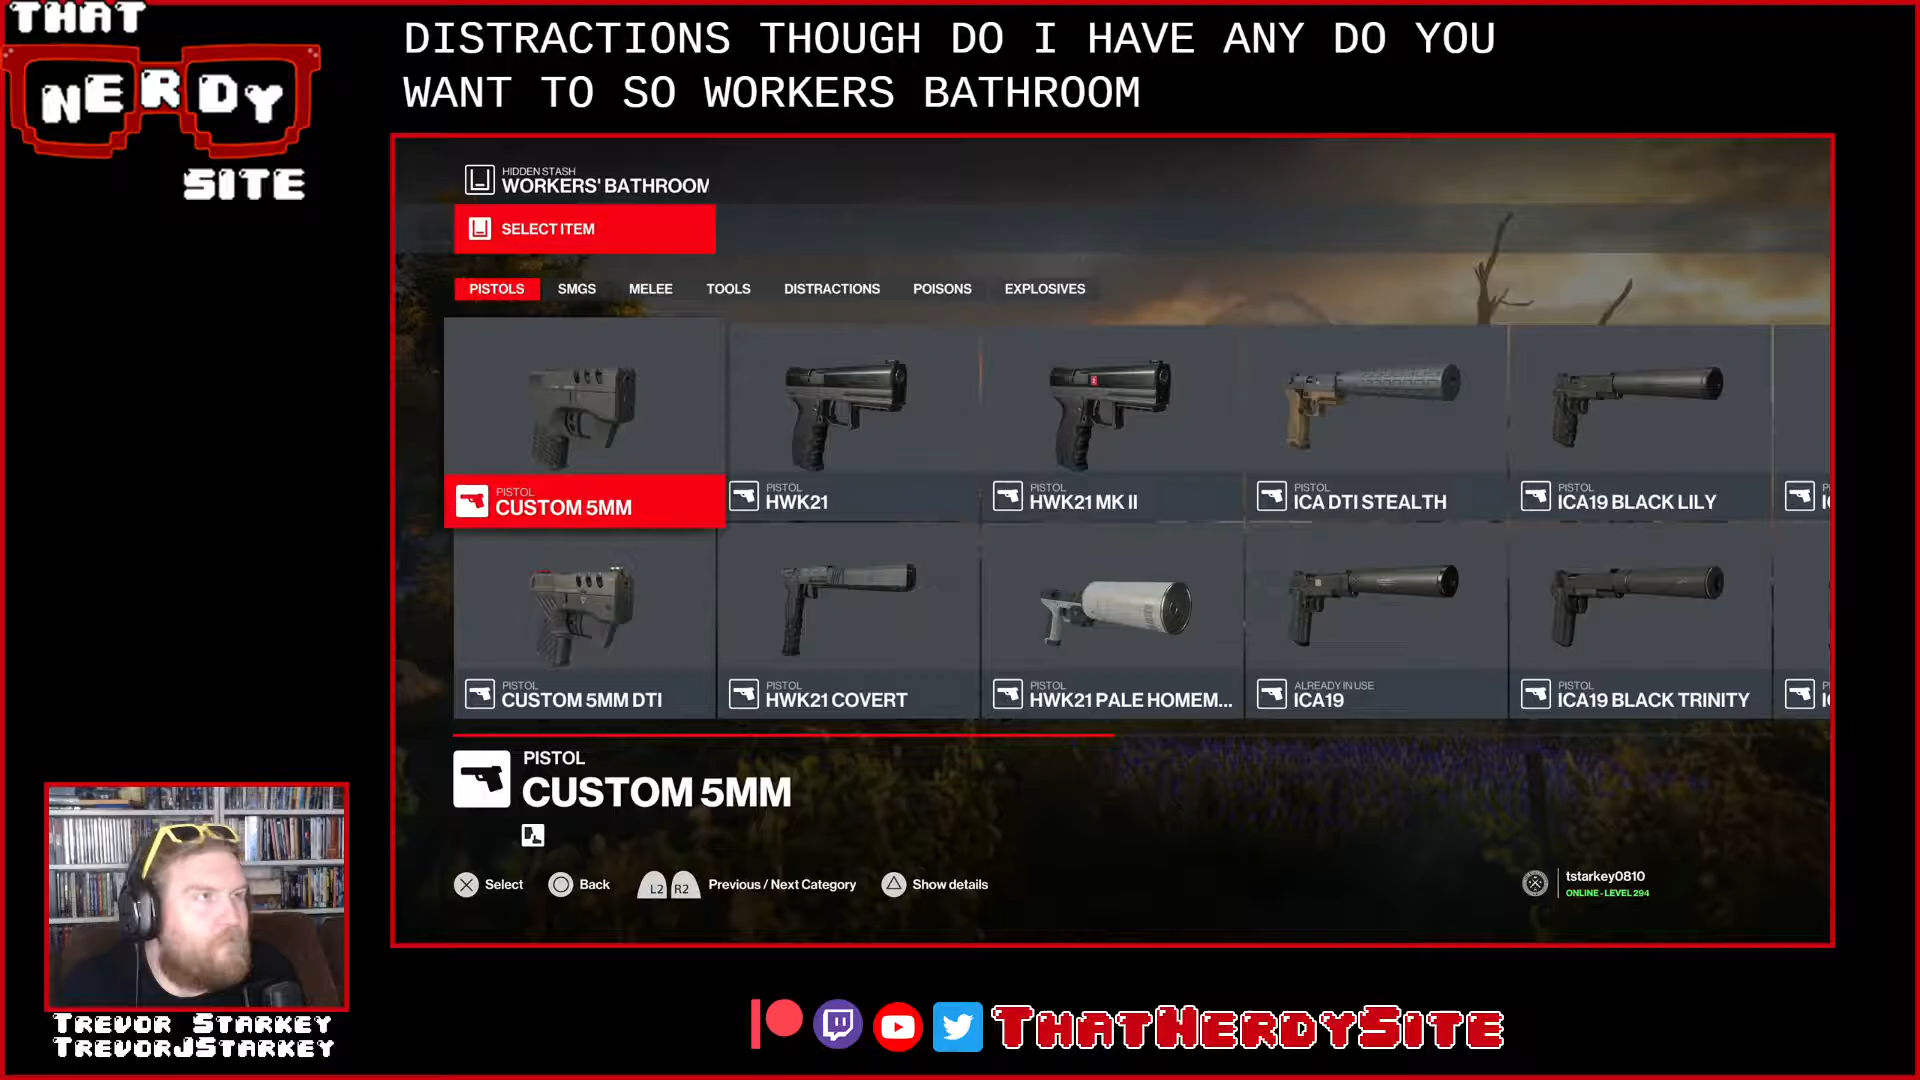 THAT
NERDY
SITE
DISTRACTIONS THOUGH DO I HAVE ANY DO YOU
WANT TO SO WORKERS BATHROOM
HIDDEN STASH
WORKERS' BATHROOM
SELECT ITEM
PISTOLS SMGS MELEE TOOLS DISTRACTIONS POISONS EXPLOSIVES
PISTOL
CUSTOM 5MM
PISTOL
HWK21
PISTOL
HWK21 MK II
PISTOL
ICA DTI STEALTH
PISTOL
ICA19 BLACK LILY
PISTOL
CUSTOM 5MM DTI
PISTOL
HWK21 COVERT
PISTOL
HWK21 PALE HOMEM...
ALREADY IN USE
ICA19
PISTOL
ICA19 BLACK TRINITY
PISTOL
CUSTOM 5MM
Select Back L2 R2 Previous / Next Category Show details
tstarkey0810
ONLINE - LEVEL 294
TREVOR STARKEY
TREVORJSTARKEY
THATNERDYSITE